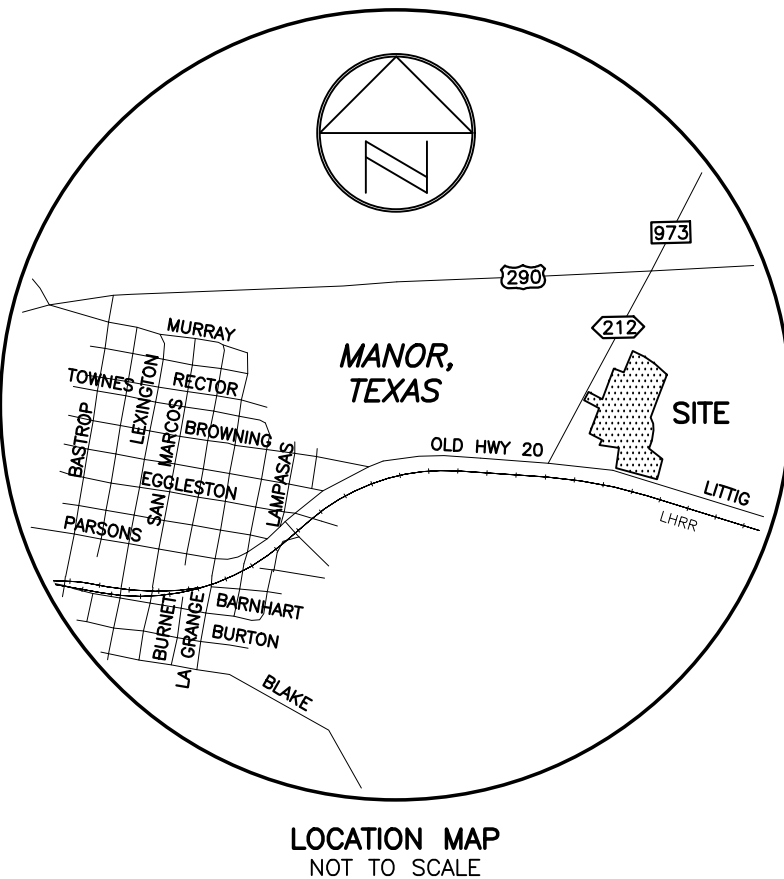 N
973
290
212
MURRAY
MANOR,
TEXAS
TOWNES
LEXINGTON
RECTOR
SITE
BASTROP
SAN MARCOS
BROWNING
LAMPASAS
OLD HWY 20
EGGLESTON
LITTIG
LHRR
PARSONS
BURNET
LA GRANGE
BARNHART
BURTON
BLAKE
LOCATION MAP
NOT TO SCALE